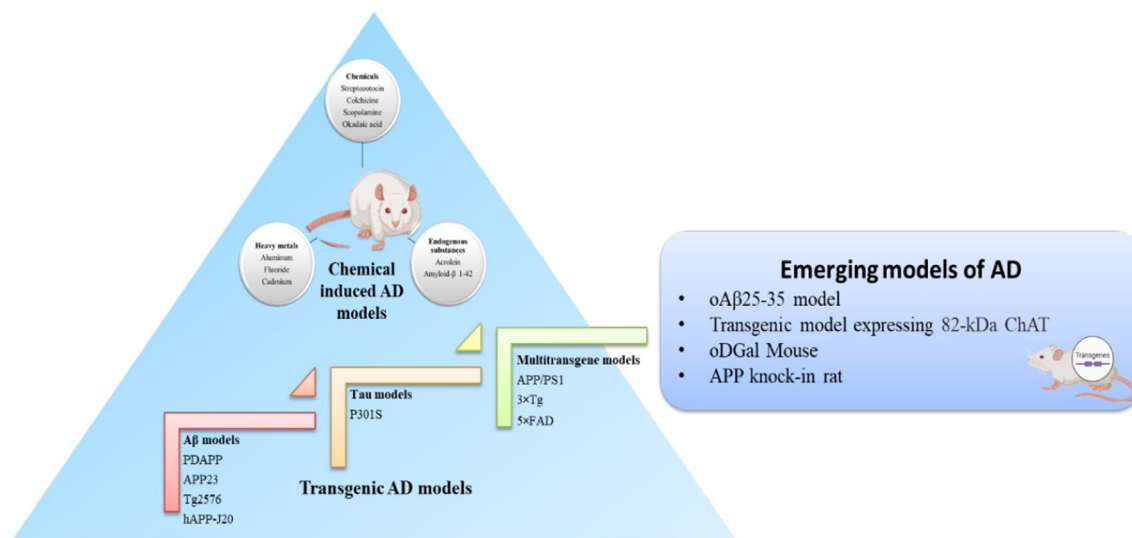 Chemicals
Streptozotocin
Colchicine
Scopolamine
Okadaic acid
Heavy metals
Aluminum
Fluoride
Cadmium
Endogenous
substances
Acrolein
Amyloid-β 1-42
Chemical
induced AD
models
Multitransgene models
APP/PS1
3×Tg
5×FAD
Tau models
P301S
Aβ models
PDAPP
APP23
Tg2576
hAPP-J20
Transgenic AD models
Emerging models of AD
• oAβ25-35 model
• Transgenic model expressing 82-kDa ChAT
• oDGal Mouse
• APP knock-in rat
Transgenes